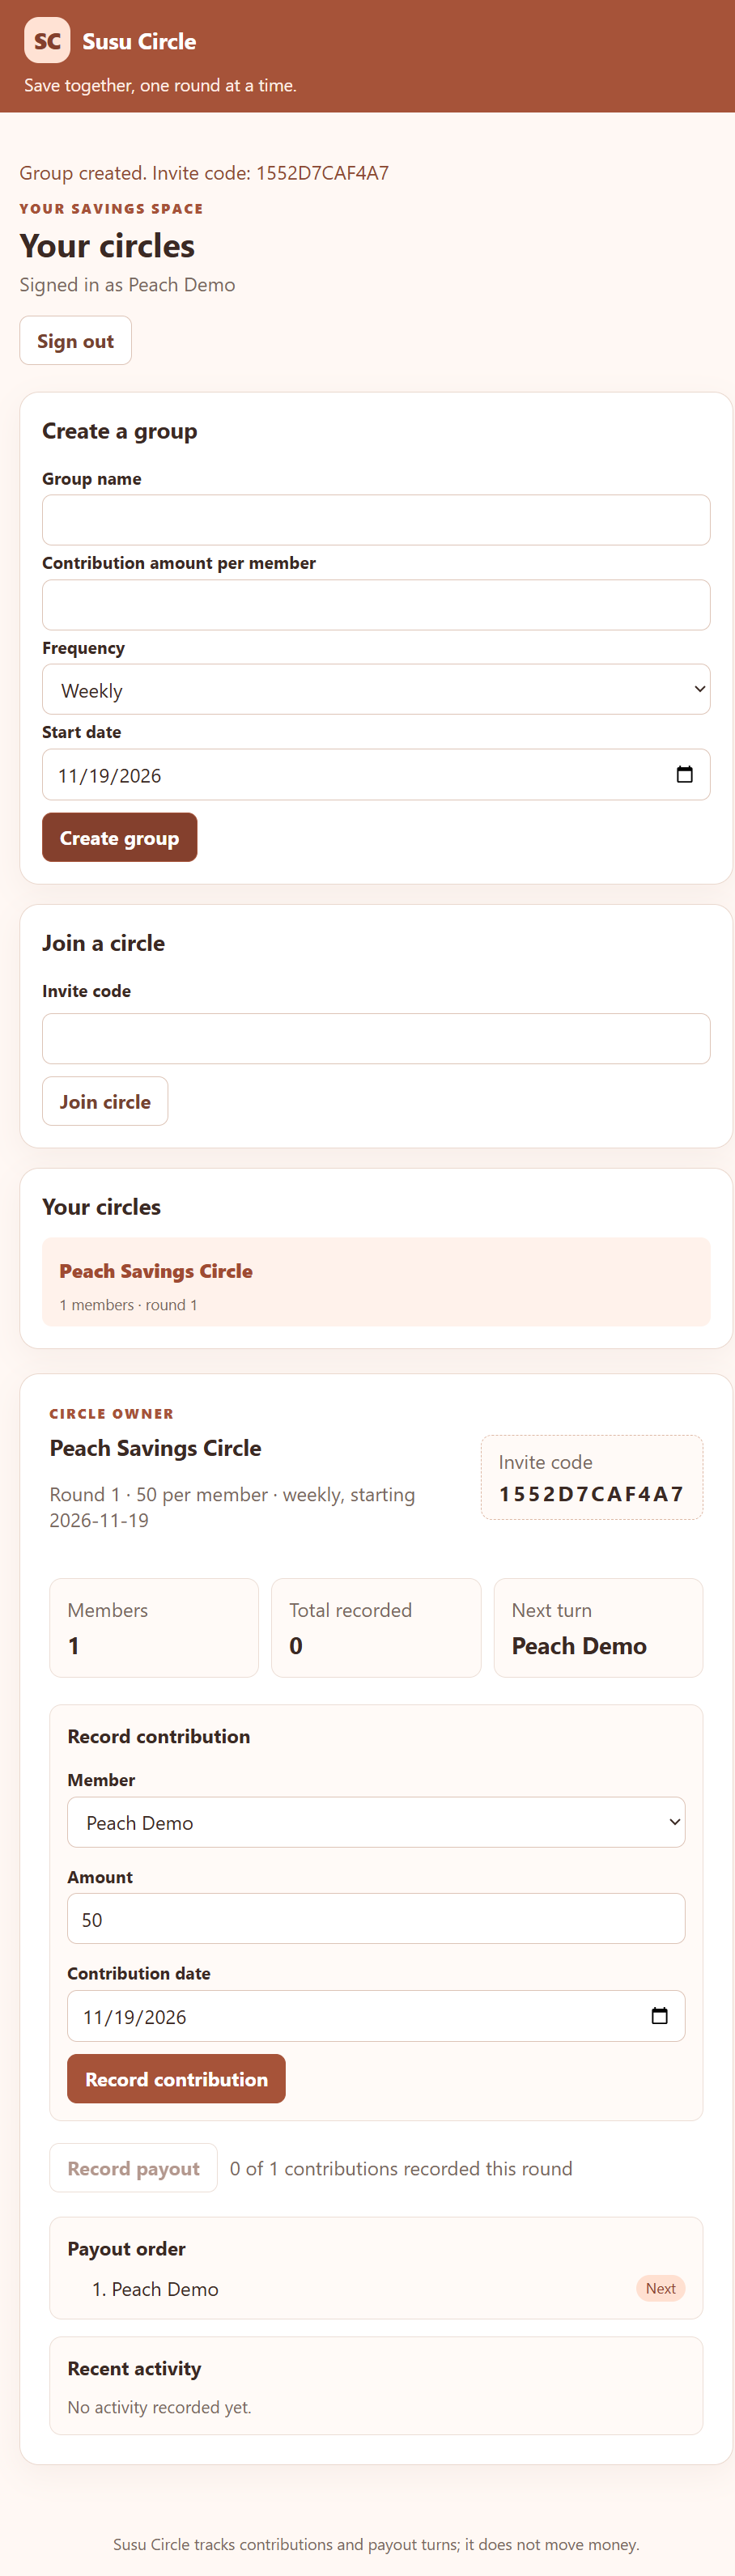 SC Susu Circle
Save together, one round at a time.
Group created. Invite code: 1552D7CAF4A7
YOUR SAVINGS SPACE
Your circles
Signed in as Peach Demo
Sign out
Create a group
Group name
Contribution amount per member
Frequency
Weekly
Start date
11/19/2026
Create group
Join a circle
Invite code
Join circle
Your circles
Peach Savings Circle
1 members · round 1
CIRCLE OWNER
Peach Savings Circle
Round 1 · 50 per member · weekly, starting
2026-11-19
Invite code
1552D7CAF4A7
Members
1
Total recorded
0
Next turn
Peach Demo
Record contribution
Member
Peach Demo
Amount
50
Contribution date
11/19/2026
Record contribution
Record payout 0 of 1 contributions recorded this round
Payout order
1. Peach Demo Next
Recent activity
No activity recorded yet.
Susu Circle tracks contributions and payout turns; it does not move money.